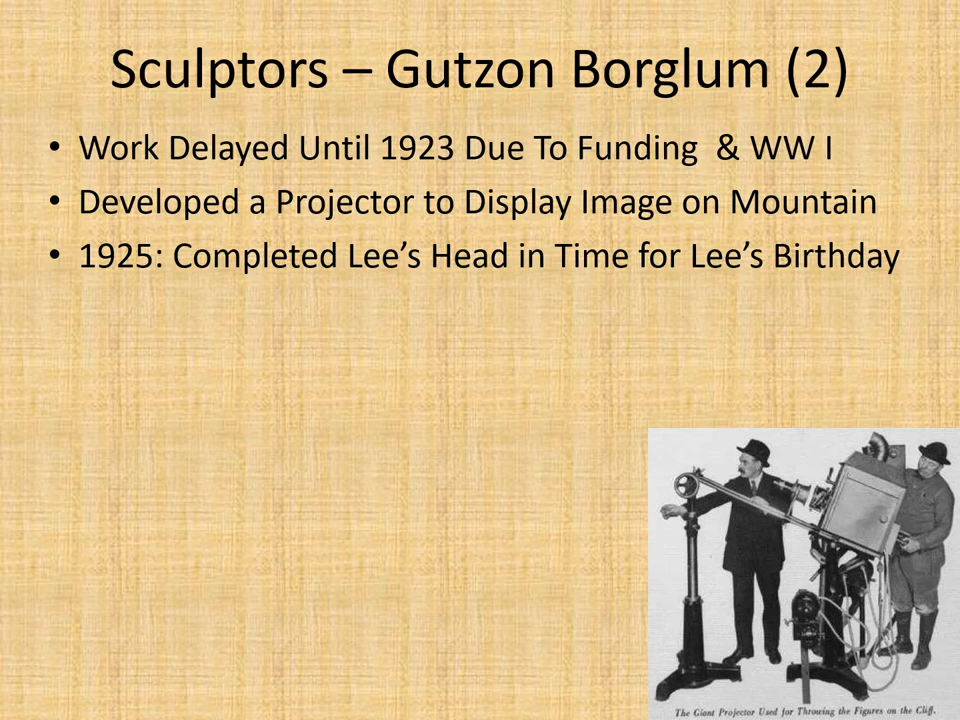 Sculptors – Gutzon Borglum (2)
• Work Delayed Until 1923 Due To Funding & WW I
• Developed a Projector to Display Image on Mountain
• 1925: Completed Lee’s Head in Time for Lee’s Birthday
The Giant Projector Used for Throwing the Figures on the Cliff.